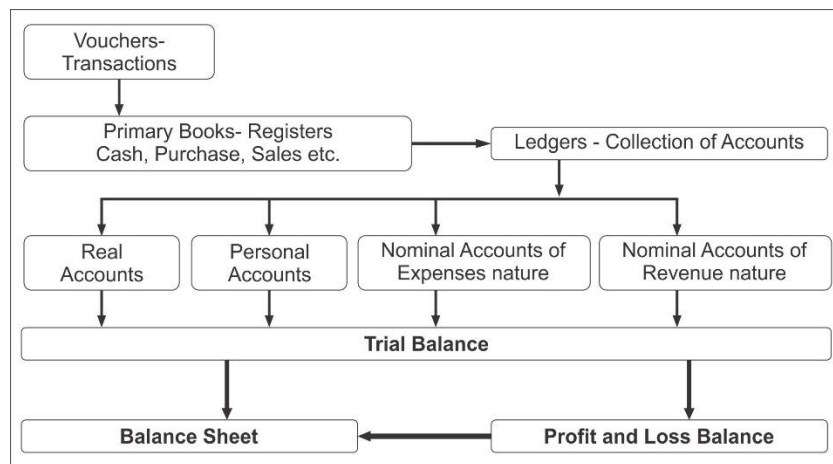 Vouchers-
Transactions
Primary Books- Registers
Cash, Purchase, Sales etc.
Ledgers - Collection of Accounts
Real
Accounts
Personal
Accounts
Nominal Accounts of
Expenses nature
Nominal Accounts of
Revenue nature
Trial Balance
Balance Sheet
Profit and Loss Balance